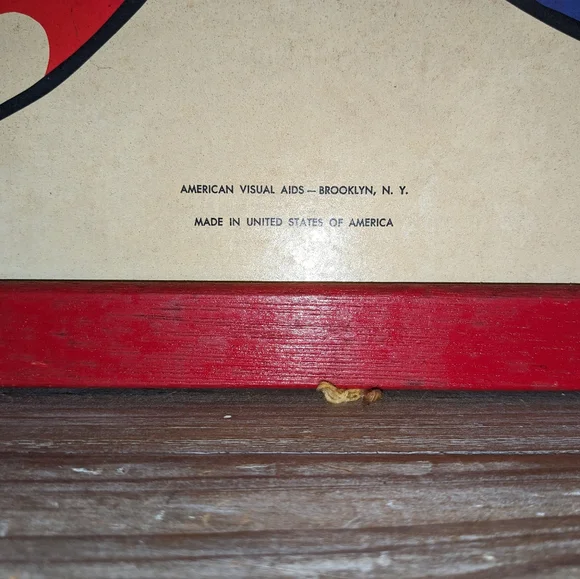 AMERICAN VISUAL AIDS — BROOKLYN, N. Y.
MADE IN UNITED STATES OF AMERICA